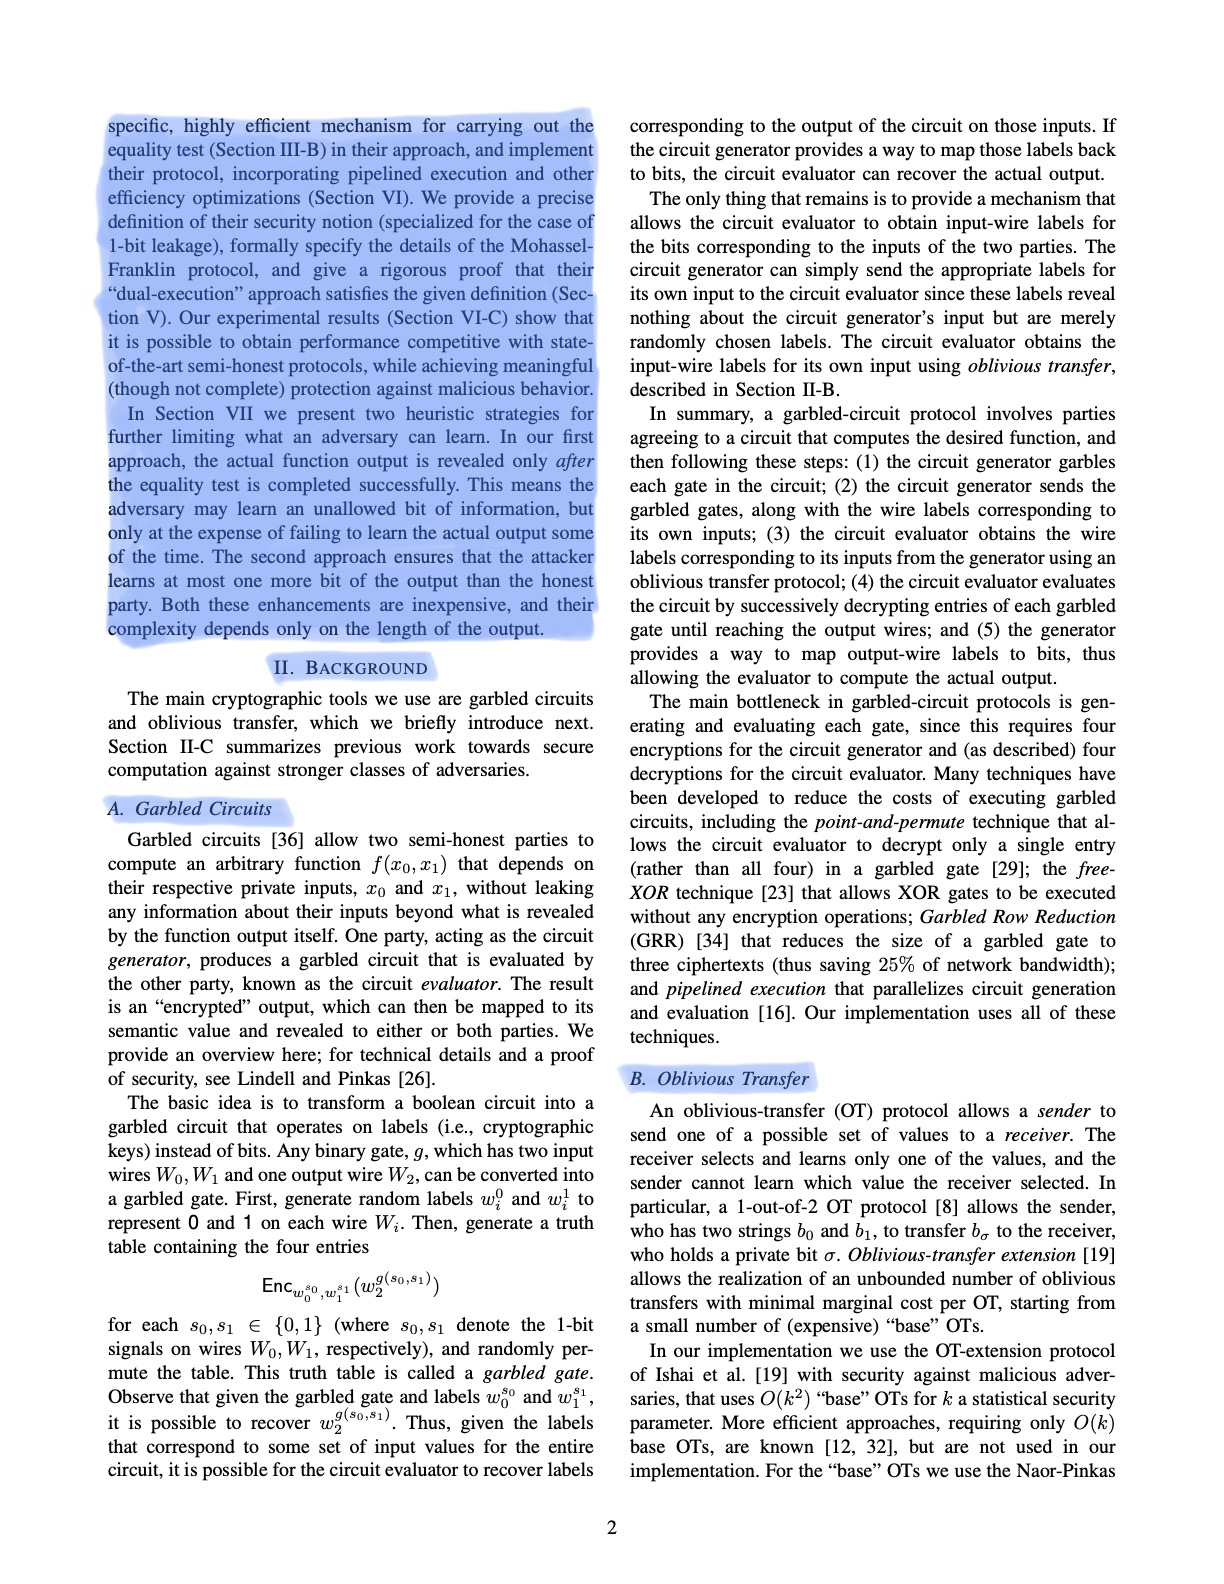 specific, highly efficient mechanism for carrying out the
equality test (Section III-B) in their approach, and implement
their protocol, incorporating pipelined execution and other
efficiency optimizations (Section VI). We provide a precise
definition of their security notion (specialized for the case of
1-bit leakage), formally specify the details of the Mohassel-
Franklin protocol, and give a rigorous proof that their
“dual-execution” approach satisfies the given definition (Sec-
tion V). Our experimental results (Section VI-C) show that
it is possible to obtain performance competitive with state-
of-the-art semi-honest protocols, while achieving meaningful
(though not complete) protection against malicious behavior.
In Section VII we present two heuristic strategies for
further limiting what an adversary can learn. In our first
approach, the actual function output is revealed only after
the equality test is completed successfully. This means the
adversary may learn an unallowed bit of information, but
only at the expense of failing to learn the actual output some
of the time. The second approach ensures that the attacker
learns at most one more bit of the output than the honest
party. Both these enhancements are inexpensive, and their
complexity depends only on the length of the output.
II. BACKGROUND
The main cryptographic tools we use are garbled circuits
and oblivious transfer, which we briefly introduce next.
Section II-C summarizes previous work towards secure
computation against stronger classes of adversaries.
A. Garbled Circuits
Garbled circuits [36] allow two semi-honest parties to
compute an arbitrary function f(x₀, x₁) that depends on
their respective private inputs, x₀ and x₁, without leaking
any information about their inputs beyond what is revealed
by the function output itself. One party, acting as the circuit
generator, produces a garbled circuit that is evaluated by
the other party, known as the circuit evaluator. The result
is an “encrypted” output, which can then be mapped to its
semantic value and revealed to either or both parties. We
provide an overview here; for technical details and a proof
of security, see Lindell and Pinkas [26].
The basic idea is to transform a boolean circuit into a
garbled circuit that operates on labels (i.e., cryptographic
keys) instead of bits. Any binary gate, g, which has two input
wires W₀, W₁ and one output wire W₂, can be converted into
a garbled gate. First, generate random labels w_i^0 and w_i^1 to
represent 0 and 1 on each wire W_i. Then, generate a truth
table containing the four entries
Enc_{w_0^{s_0}, w_1^{s_1}}(w_2^{g(s_0,s_1)})
for each s₀, s₁ ∈ {0, 1} (where s₀, s₁ denote the 1-bit
signals on wires W₀, W₁, respectively), and randomly per-
mute the table. This truth table is called a garbled gate.
Observe that given the garbled gate and labels w_0^{s_0} and w_1^{s_1},
it is possible to recover w_2^{g(s_0,s_1)}. Thus, given the labels
that correspond to some set of input values for the entire
circuit, it is possible for the circuit evaluator to recover labels
corresponding to the output of the circuit on those inputs. If
the circuit generator provides a way to map those labels back
to bits, the circuit evaluator can recover the actual output.
The only thing that remains is to provide a mechanism that
allows the circuit evaluator to obtain input-wire labels for
the bits corresponding to the inputs of the two parties. The
circuit generator can simply send the appropriate labels for
its own input to the circuit evaluator since these labels reveal
nothing about the circuit generator’s input but are merely
randomly chosen labels. The circuit evaluator obtains the
input-wire labels for its own input using oblivious transfer,
described in Section II-B.
In summary, a garbled-circuit protocol involves parties
agreeing to a circuit that computes the desired function, and
then following these steps: (1) the circuit generator garbles
each gate in the circuit; (2) the circuit generator sends the
garbled gates, along with the wire labels corresponding to
its own inputs; (3) the circuit evaluator obtains the wire
labels corresponding to its inputs from the generator using an
oblivious transfer protocol; (4) the circuit evaluator evaluates
the circuit by successively decrypting entries of each garbled
gate until reaching the output wires; and (5) the generator
provides a way to map output-wire labels to bits, thus
allowing the evaluator to compute the actual output.
The main bottleneck in garbled-circuit protocols is gen-
erating and evaluating each gate, since this requires four
encryptions for the circuit generator and (as described) four
decryptions for the circuit evaluator. Many techniques have
been developed to reduce the costs of executing garbled
circuits, including the point-and-permute technique that al-
lows the circuit evaluator to decrypt only a single entry
(rather than all four) in a garbled gate [29]; the free-
XOR technique [23] that allows XOR gates to be executed
without any encryption operations; Garbled Row Reduction
(GRR) [34] that reduces the size of a garbled gate to
three ciphertexts (thus saving 25% of network bandwidth);
and pipelined execution that parallelizes circuit generation
and evaluation [16]. Our implementation uses all of these
techniques.
B. Oblivious Transfer
An oblivious-transfer (OT) protocol allows a sender to
send one of a possible set of values to a receiver. The
receiver selects and learns only one of the values, and the
sender cannot learn which value the receiver selected. In
particular, a 1-out-of-2 OT protocol [8] allows the sender,
who has two strings b₀ and b₁, to transfer b_σ to the receiver,
who holds a private bit σ. Oblivious-transfer extension [19]
allows the realization of an unbounded number of oblivious
transfers with minimal marginal cost per OT, starting from
a small number of (expensive) “base” OTs.
In our implementation we use the OT-extension protocol
of Ishai et al. [19] with security against malicious adver-
saries, that uses O(k²) “base” OTs for k a statistical security
parameter. More efficient approaches, requiring only O(k)
base OTs, are known [12, 32], but are not used in our
implementation. For the “base” OTs we use the Naor-Pinkas
2